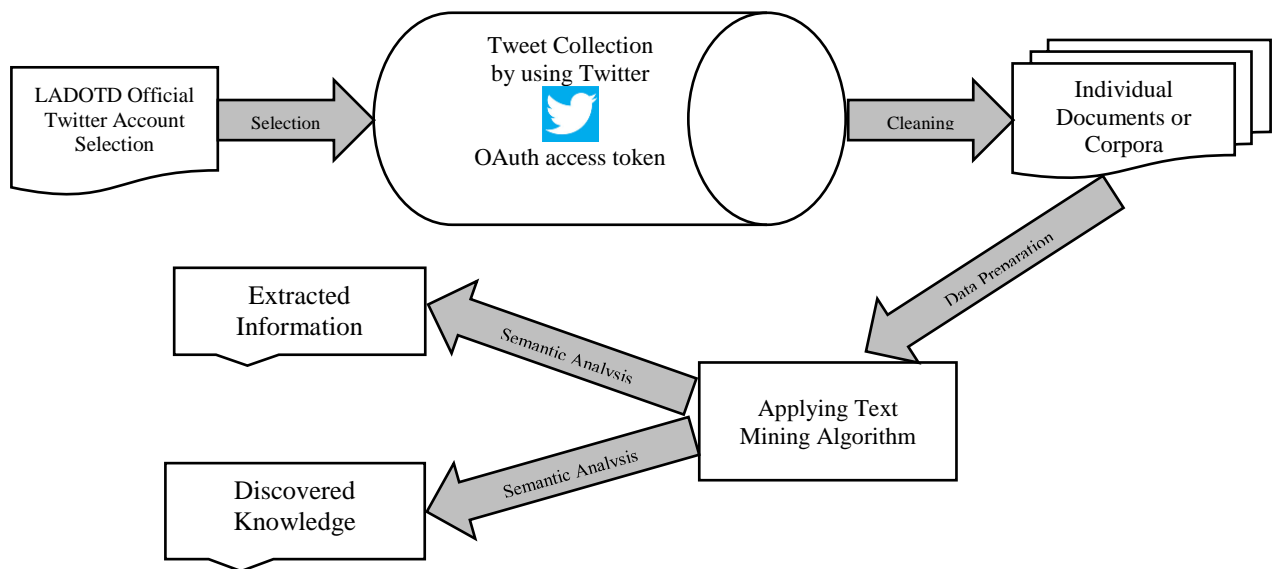 LADOTD Official
Twitter Account
Selection
Selection
Tweet Collection
by using Twitter
OAuth access token
Cleaning
Individual
Documents or
Corpora
Data Preparation
Applying Text
Mining Algorithm
Semantic Analysis
Extracted
Information
Semantic Analysis
Discovered
Knowledge